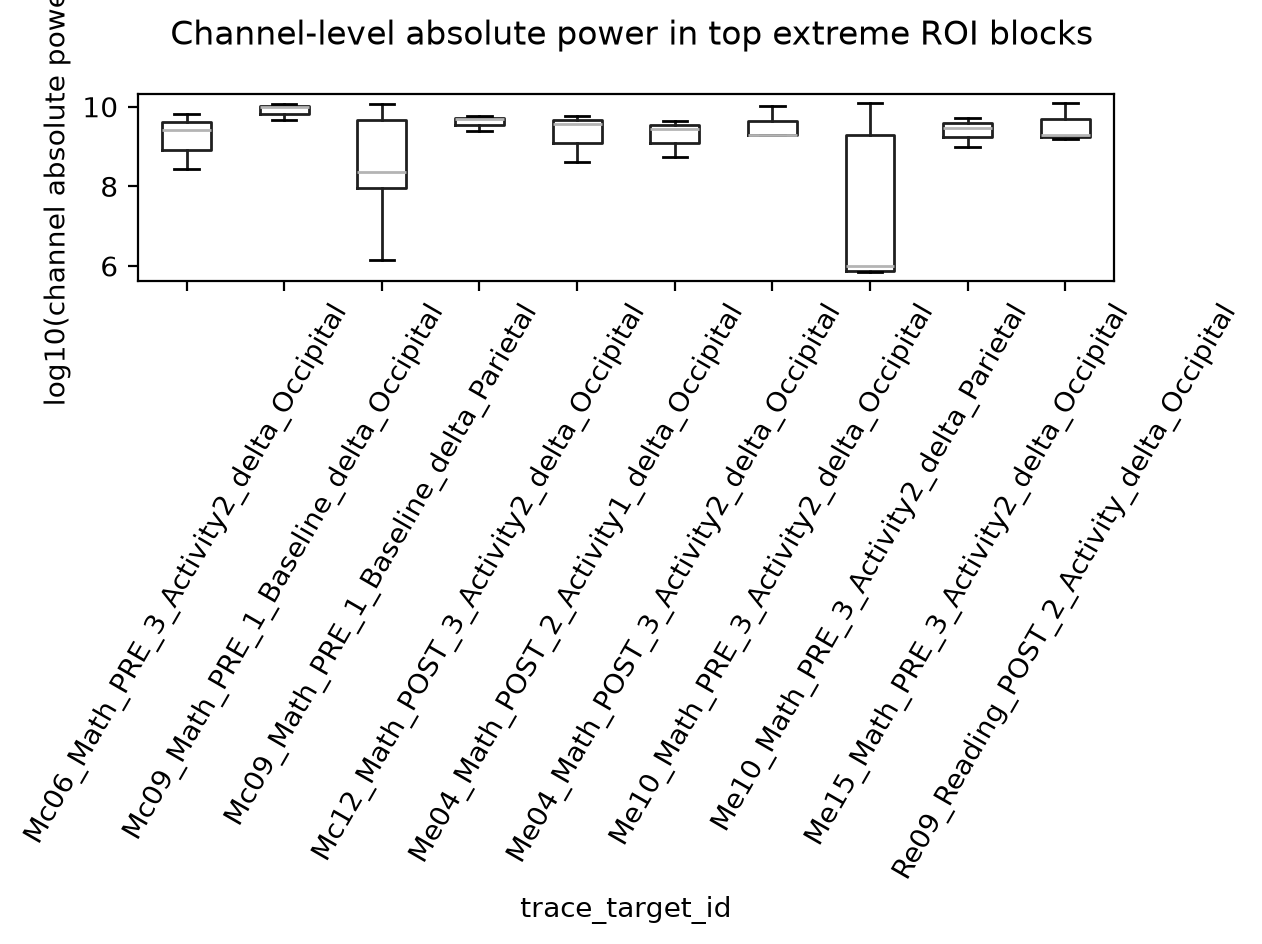 Channel-level absolute power in top extreme ROI blocks
log10(channel absolute powe
10
8
6
Mc06_Math_PRE_3_Activity2_delta_Occipital
Mc09_Math_PRE_1_Baseline_delta_Occipital
Mc09_Math_PRE_1_Baseline_delta_Parietal
Mc12_Math_POST_3_Activity2_delta_Occipital
Me04_Math_POST_2_Activity1_delta_Occipital
Me04_Math_POST_3_Activity2_delta_Occipital
Me10_Math_PRE_3_Activity2_delta_Occipital
Me10_Math_PRE_3_Activity2_delta_Parietal
Me15_Math_PRE_3_Activity2_delta_Occipital
Re09_Reading_POST_2_Activity_delta_Occipital
trace_target_id